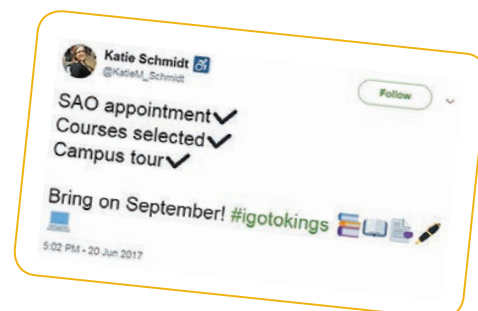 Katie Schmidt ♿
@KatieM_Schmidt
Follow
SAO appointment✔
Courses selected✔
Campus tour✔
Bring on September! #igotokings 📚📖📝🖊
💻
5:02 PM - 20 Jun 2017